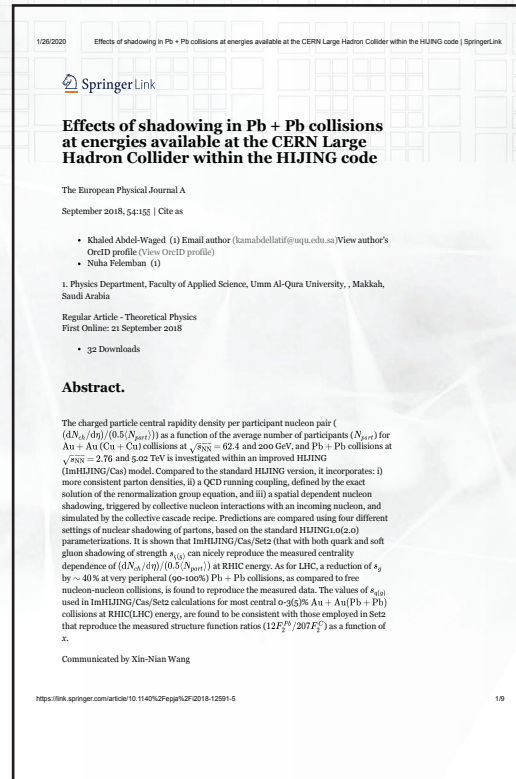 1/26/2020 Effects of shadowing in Pb + Pb collisions at energies available at the CERN Large Hadron Collider within the HIJING code | SpringerLink
Springer Link
Effects of shadowing in Pb + Pb collisions
at energies available at the CERN Large
Hadron Collider within the HIJING code
The European Physical Journal A
September 2018, 54:155 | Cite as
• Khaled Abdel-Waged (1) Email author (kamabdellatif@uqu.edu.sa)View author's
OrcID profile (View OrcID profile)
• Nuha Felemban (1)
1. Physics Department, Faculty of Applied Science, Umm Al-Qura University, , Makkah,
Saudi Arabia
Regular Article - Theoretical Physics
First Online: 21 September 2018
• 32 Downloads
Abstract.
The charged particle central rapidity density per participant nucleon pair (
(dN_ch/dη)/(0.5⟨N_part⟩)) as a function of the average number of participants (N_part) for
Au + Au (Cu + Cu) collisions at √s_NN = 62.4 and 200 GeV, and Pb + Pb collisions at
√s_NN = 2.76 and 5.02 TeV is investigated within an improved HIJING
(ImHIJING/Cas) model. Compared to the standard HIJING version, it incorporates: i)
more consistent parton densities, ii) a QCD running coupling, defined by the exact
solution of the renormalization group equation, and iii) a spatial dependent nucleon
shadowing, triggered by collective nucleon interactions with an incoming nucleon, and
simulated by the collective cascade recipe. Predictions are compared using four different
settings of nuclear shadowing of partons, based on the standard HIJING1.0(2.0)
parameterizations. It is shown that ImHIJING/Cas/Set2 (that with both quark and soft
gluon shadowing of strength s_q(g) can nicely reproduce the measured centrality
dependence of (dN_ch/dη)/(0.5⟨N_part⟩) at RHIC energy. As for LHC, a reduction of s_g
by ∼ 40% at very peripheral (90-100%) Pb + Pb collisions, as compared to free
nucleon-nucleon collisions, is found to reproduce the measured data. The values of s_q(g)
used in ImHIJING/Cas/Set2 calculations for most central 0-3(5)% Au + Au(Pb + Pb)
collisions at RHIC(LHC) energy, are found to be consistent with those employed in Set2
that reproduce the measured structure function ratios (12F_2^Pb/207F_2^C) as a function of
x.
Communicated by Xin-Nian Wang
https://link.springer.com/article/10.1140%2Fepja%2Fi2018-12591-5 1/9